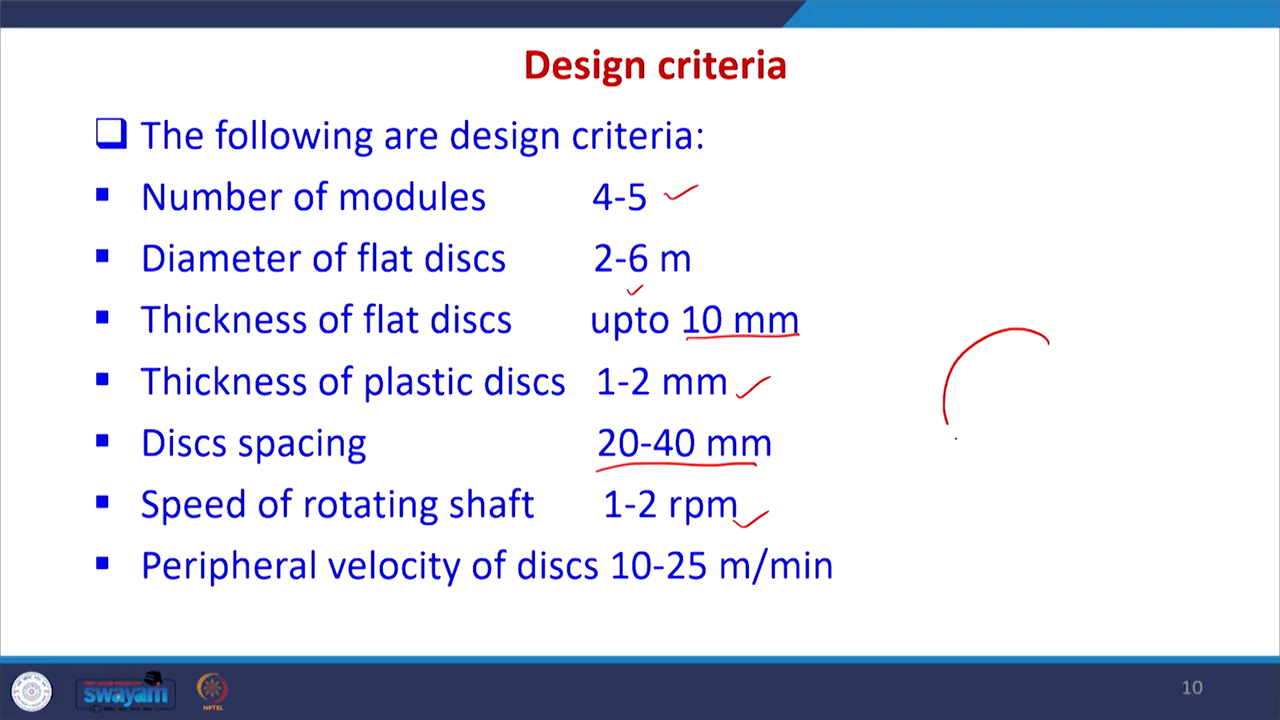 Design criteria
The following are design criteria:
Number of modules 4-5
Diameter of flat discs 2-6 m
Thickness of flat discs upto 10 mm
Thickness of plastic discs 1-2 mm
Discs spacing 20-40 mm
Speed of rotating shaft 1-2 rpm
Peripheral velocity of discs 10-25 m/min
swayam
NPTEL
10